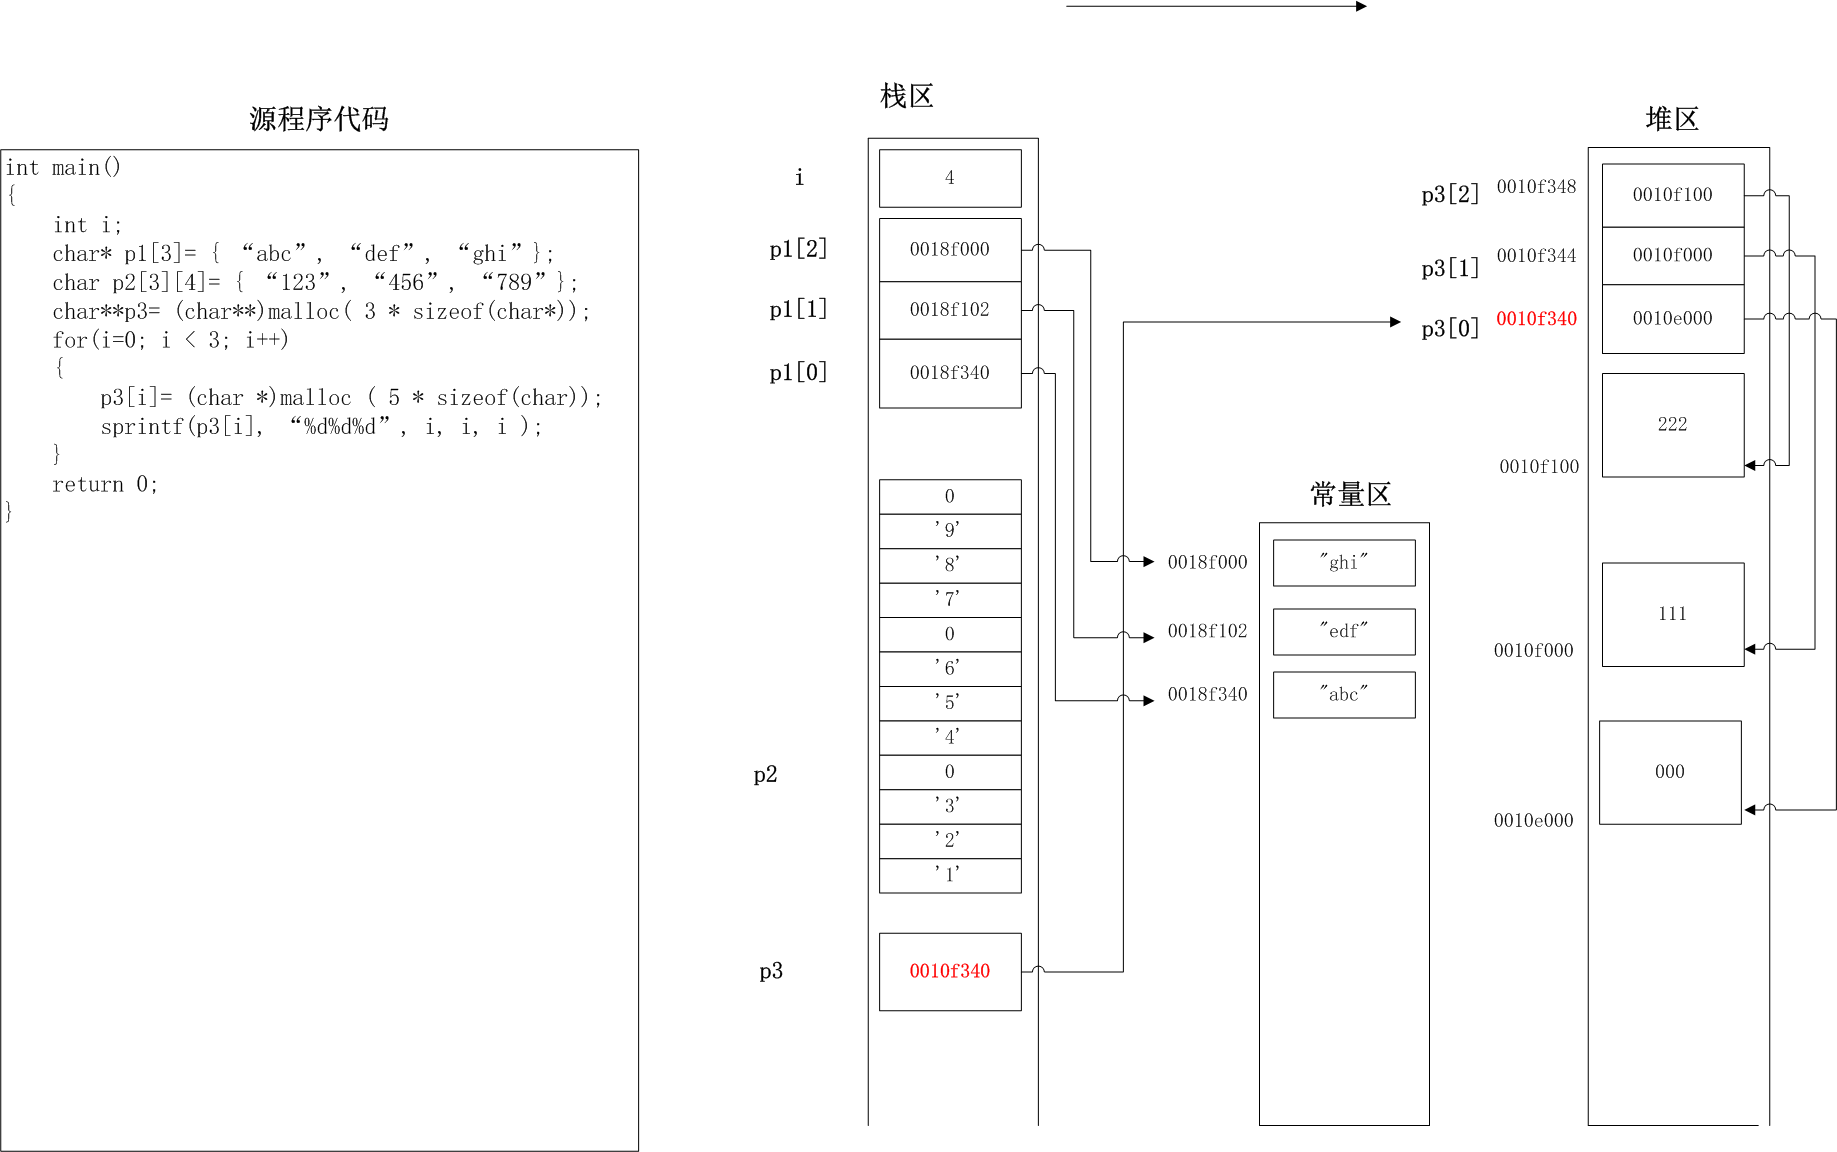 源程序代码
int main()
{
    int i;
    char* p1[3]= { “abc”, “def”, “ghi”};
    char p2[3][4]= { “123”, “456”, “789”};
    char**p3= (char**)malloc( 3 * sizeof(char*));
    for(i=0; i < 3; i++)
    {
        p3[i]= (char *)malloc ( 5 * sizeof(char));
        sprintf(p3[i], “%d%d%d”, i, i, i );
    }
    return 0;
}
栈区
i 4
p1[2] 0018f000
p1[1] 0018f102
p1[0] 0018f340
0
'9'
'8'
'7'
0
'6'
'5'
'4'
p2 0
'3'
'2'
'1'
p3 0010f340
常量区
0018f000 "ghi"
0018f102 "edf"
0018f340 "abc"
堆区
p3[2] 0010f348 0010f100
p3[1] 0010f344 0010f000
p3[0] 0010f340 0010e000
222
0010f100
111
0010f000
000
0010e000